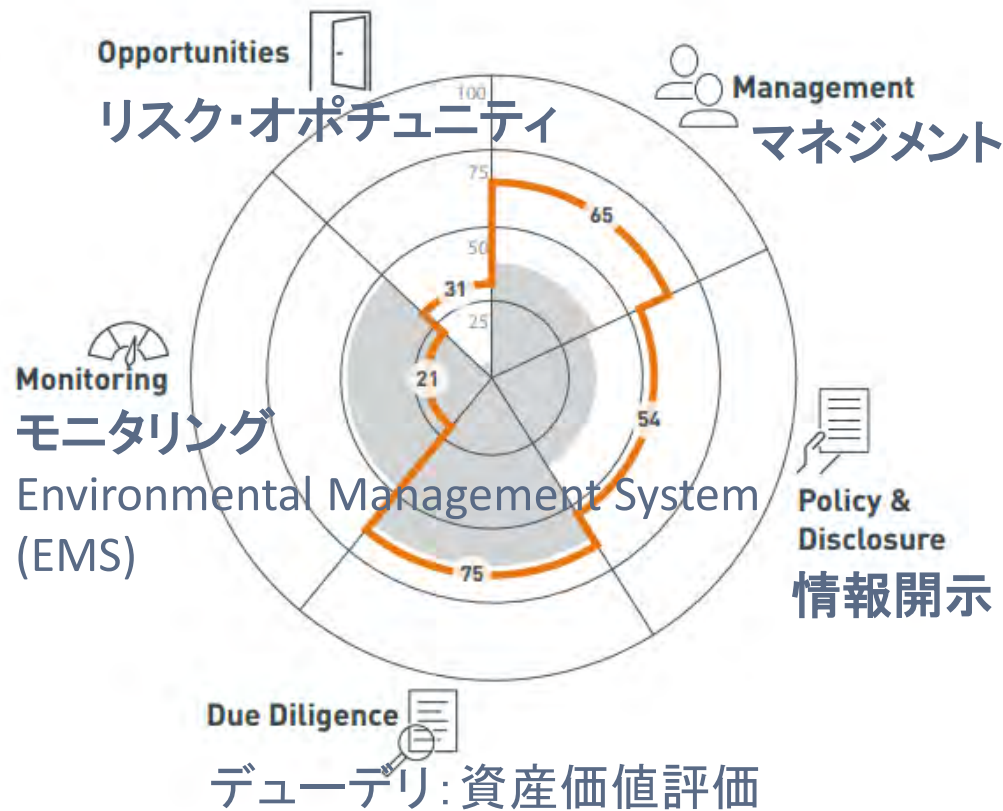 Opportunities
リスク・オポチュニティ
Management
マネジメント
100
75
50
25
65
31
21
54
75
Monitoring
モニタリング
Environmental Management System
(EMS)
Policy &
Disclosure
情報開示
Due Diligence
デューデリ:資産価値評価